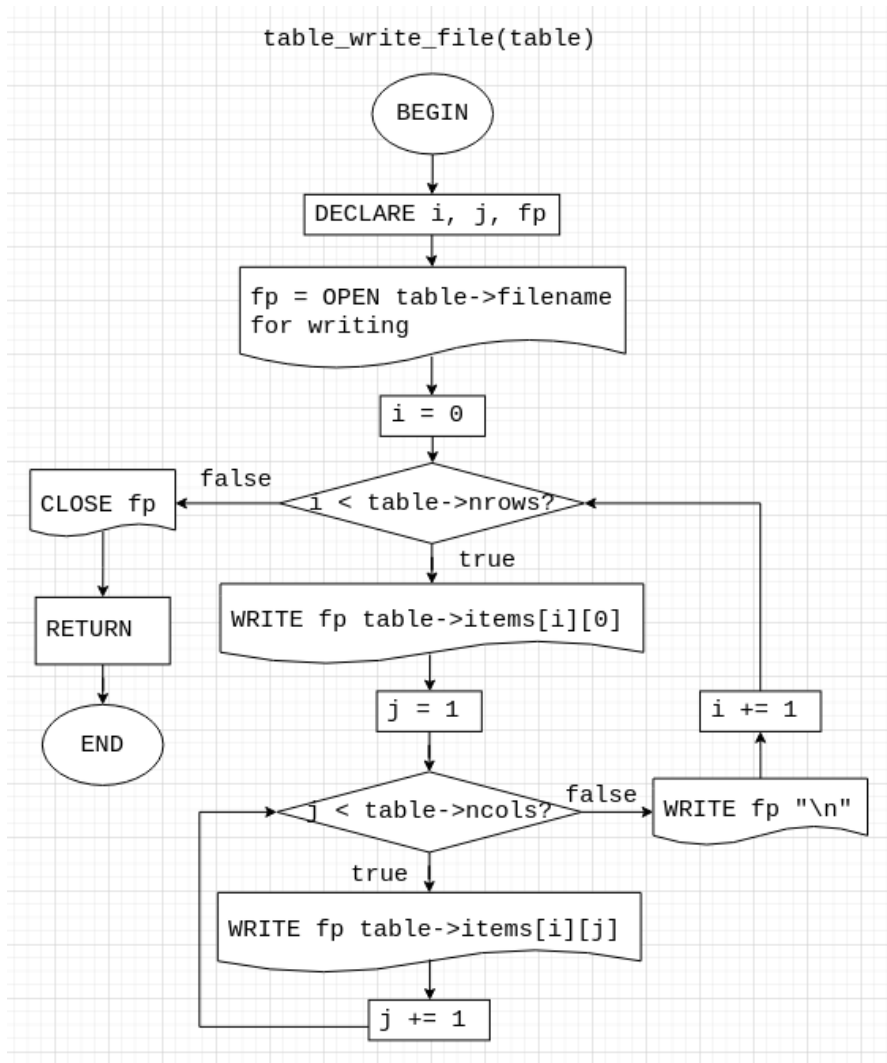 table_write_file(table)
BEGIN
DECLARE i, j, fp
fp = OPEN table->filename
for writing
i = 0
i < table->nrows?
false
CLOSE fp
RETURN
END
true
WRITE fp table->items[i][0]
j = 1
j < table->ncols?
false
WRITE fp "\n"
i += 1
true
WRITE fp table->items[i][j]
j += 1